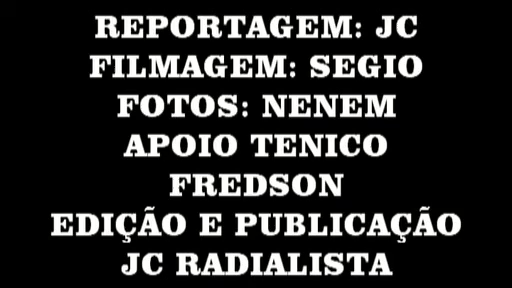 REPORTAGEM: JC
FILMAGEM: SEGIO
FOTOS: NENEM
APOIO TENICO
FREDSON
EDIÇÃO E PUBLICAÇÃO
JC RADIALISTA